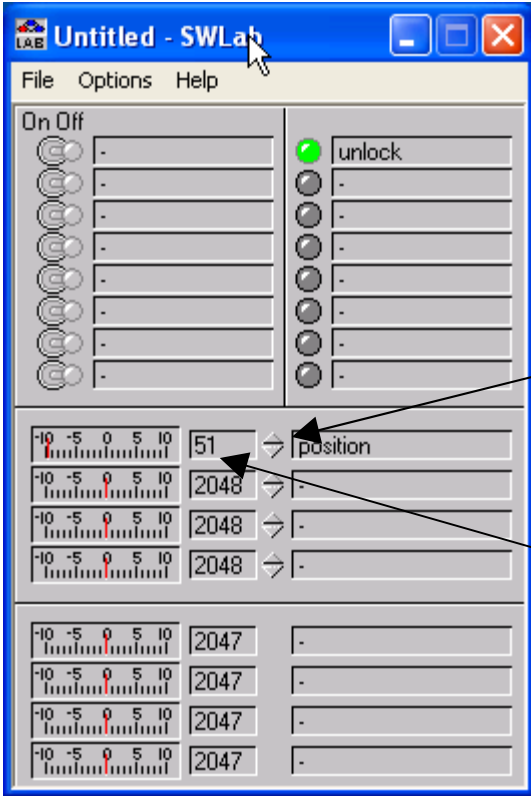 LAB Untitled - SWLab
File Options Help
On Off
- unlock
- -
- -
- -
- -
- -
- -
- -
-10 -5 0 5 10 51 position
-10 -5 0 5 10 2048 -
-10 -5 0 5 10 2048 -
-10 -5 0 5 10 2048 -
-10 -5 0 5 10 2047 -
-10 -5 0 5 10 2047 -
-10 -5 0 5 10 2047 -
-10 -5 0 5 10 2047 -